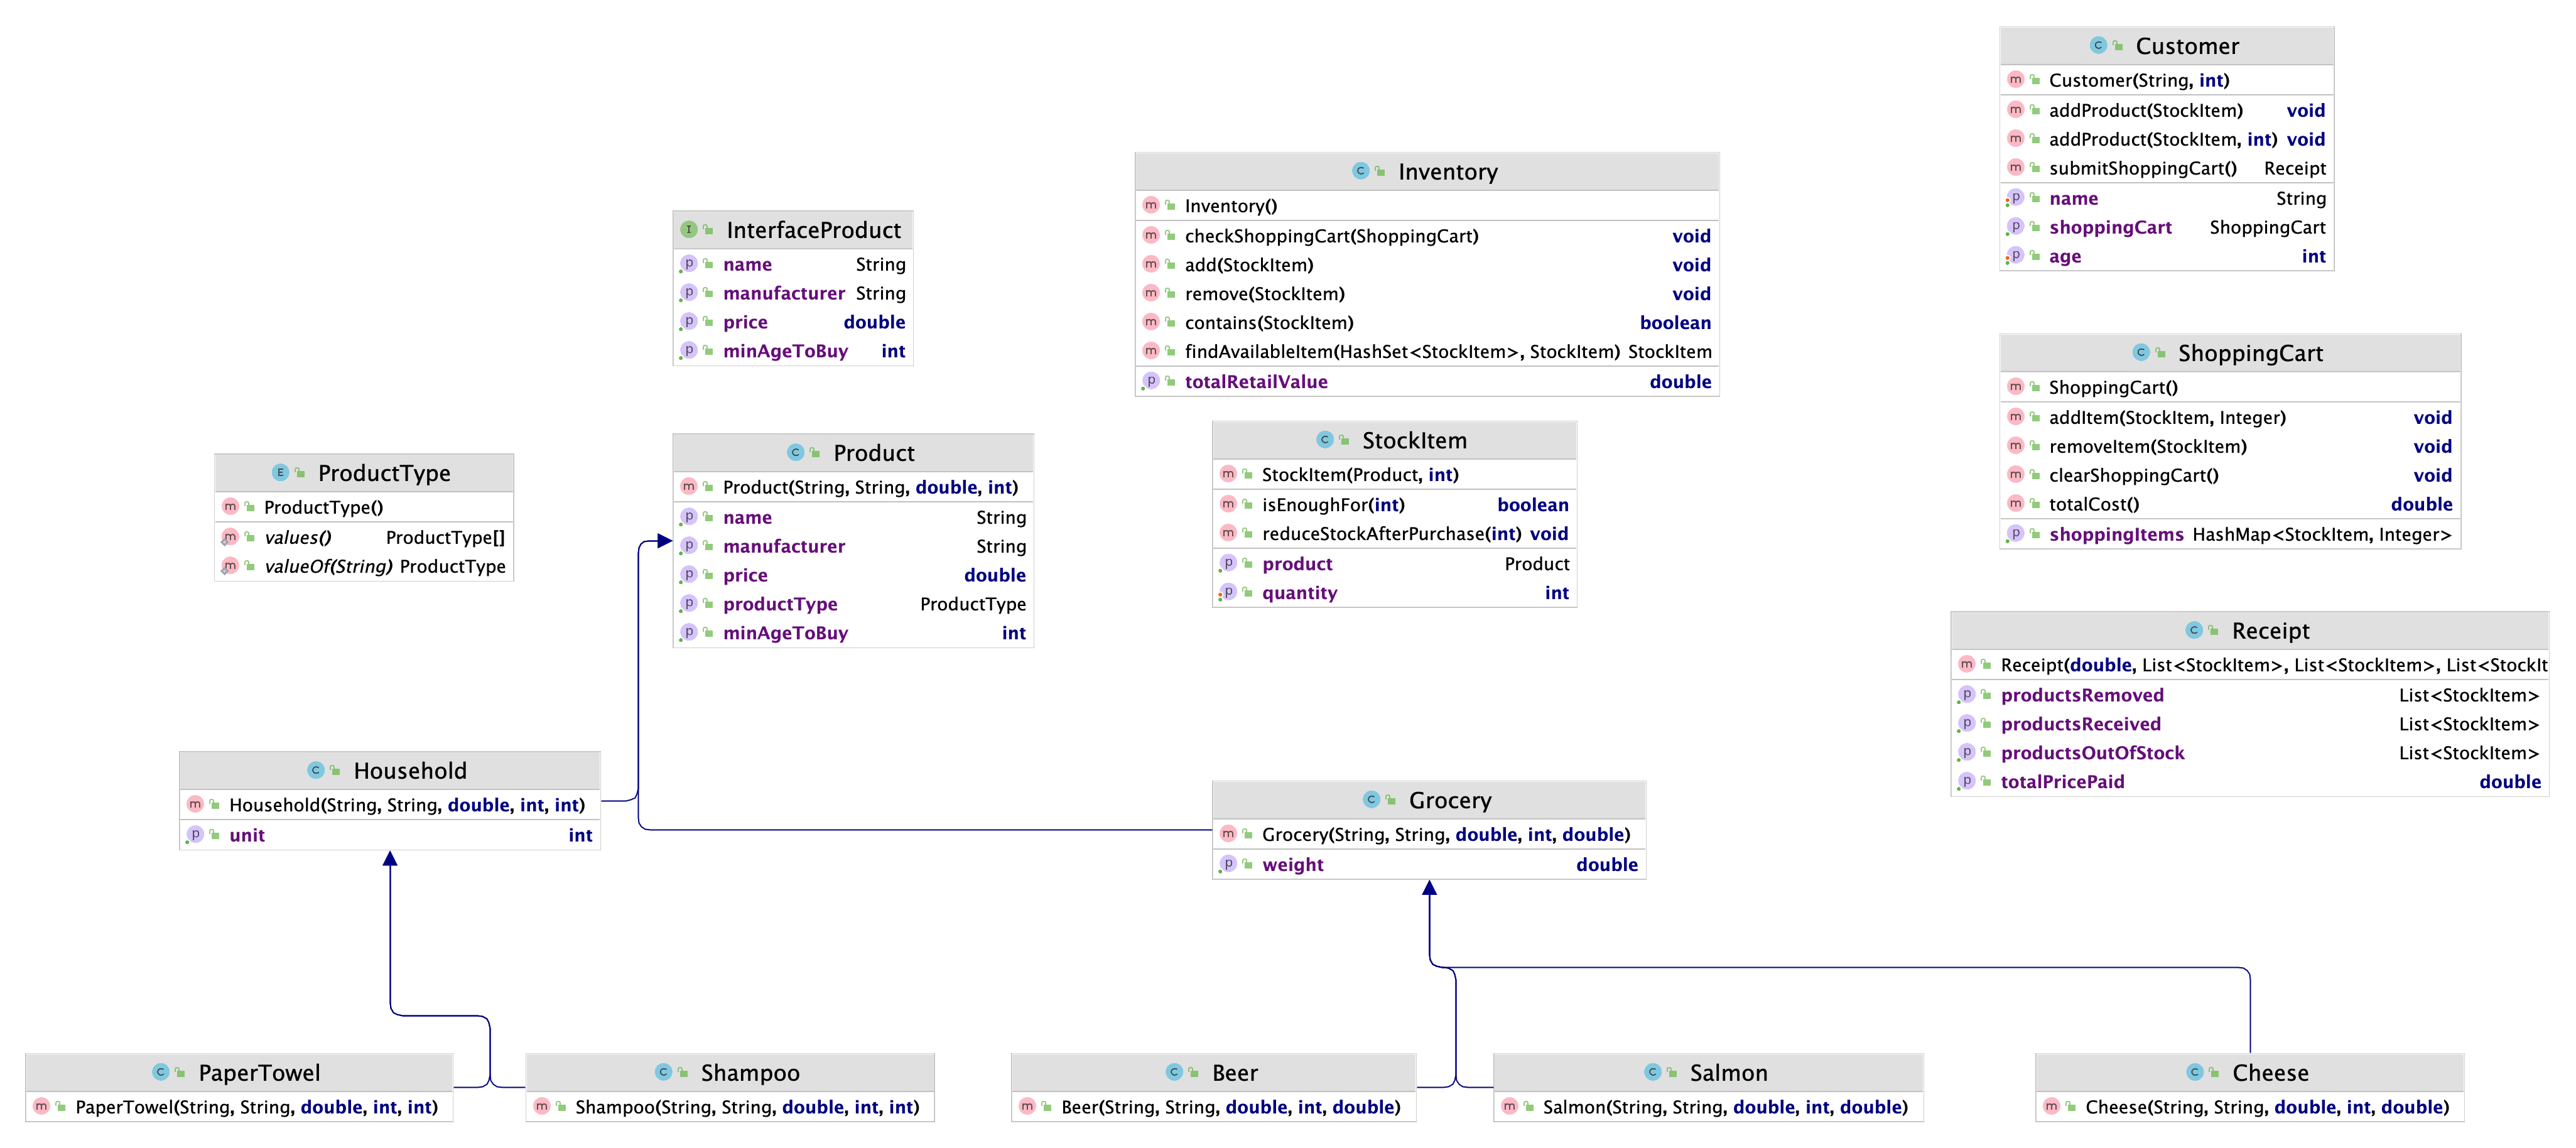 Customer
Customer(String, int)
addProduct(StockItem) void
addProduct(StockItem, int) void
submitShoppingCart() Receipt
name String
shoppingCart ShoppingCart
age int
Inventory
Inventory()
checkShoppingCart(ShoppingCart) void
add(StockItem) void
remove(StockItem) void
contains(StockItem) boolean
findAvailableItem(HashSet<StockItem>, StockItem) StockItem
totalRetailValue double
InterfaceProduct
name String
manufacturer String
price double
minAgeToBuy int
ShoppingCart
ShoppingCart()
addItem(StockItem, Integer) void
removeItem(StockItem) void
clearShoppingCart() void
totalCost() double
shoppingItems HashMap<StockItem, Integer>
StockItem
StockItem(Product, int)
isEnoughFor(int) boolean
reduceStockAfterPurchase(int) void
product Product
quantity int
Product
Product(String, String, double, int)
name String
manufacturer String
price double
productType ProductType
minAgeToBuy int
ProductType
ProductType()
values() ProductType[]
valueOf(String) ProductType
Receipt
Receipt(double, List<StockItem>, List<StockItem>, List<StockIt
productsRemoved List<StockItem>
productsReceived List<StockItem>
productsOutOfStock List<StockItem>
totalPricePaid double
Household
Household(String, String, double, int, int)
unit int
Grocery
Grocery(String, String, double, int, double)
weight double
PaperTowel
PaperTowel(String, String, double, int, int)
Shampoo
Shampoo(String, String, double, int, int)
Beer
Beer(String, String, double, int, double)
Salmon
Salmon(String, String, double, int, double)
Cheese
Cheese(String, String, double, int, double)